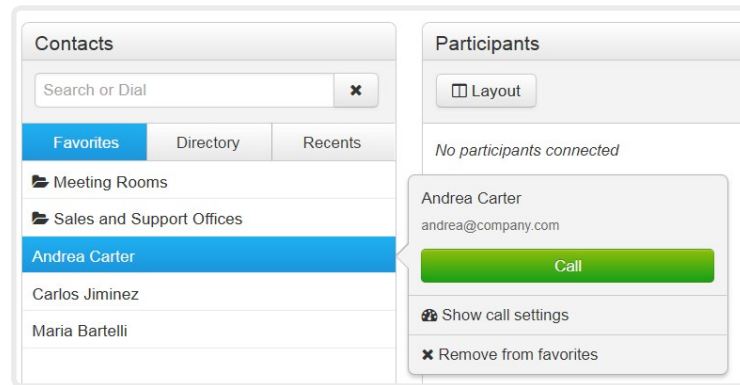 Contacts
Search or Dial
Favorites Directory Recents
Meeting Rooms
Sales and Support Offices
Andrea Carter
Carlos Jiminez
Maria Bartelli
Participants
Layout
No participants connected
Andrea Carter
andrea@company.com
Call
Show call settings
Remove from favorites